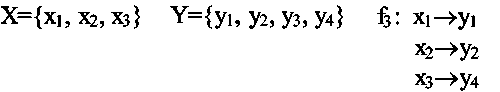 X={x₁, x₂, x₃} Y={y₁, y₂, y₃, y₄} f₃: x₁→y₁
x₂→y₂
x₃→y₄